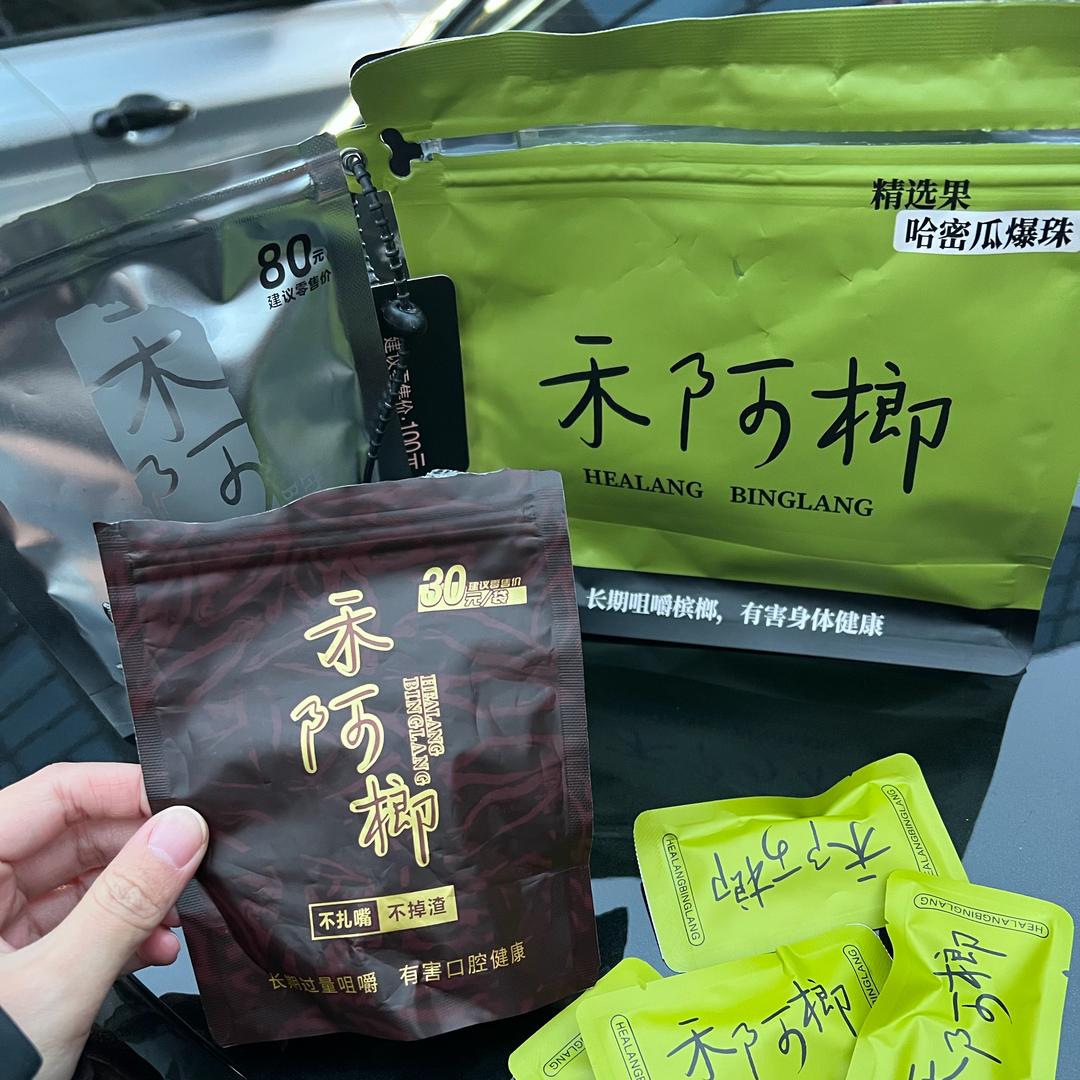 80元
建议零售价
禾
阿
建议零售价:100元
精选果
哈密瓜爆珠
禾阿榔
HEALANG BINGLANG
长期咀嚼槟榔，有害身体健康
30元/袋
建议零售价
禾
阿
榔
HEALANG
BINGLANG
不扎嘴 不掉渣
长期过量咀嚼 有害口腔健康
HEALANGBINGLANG
禾阿榔
HEALANGBINGLANG
禾阿榔
HEALANGBINGLANG
禾阿榔